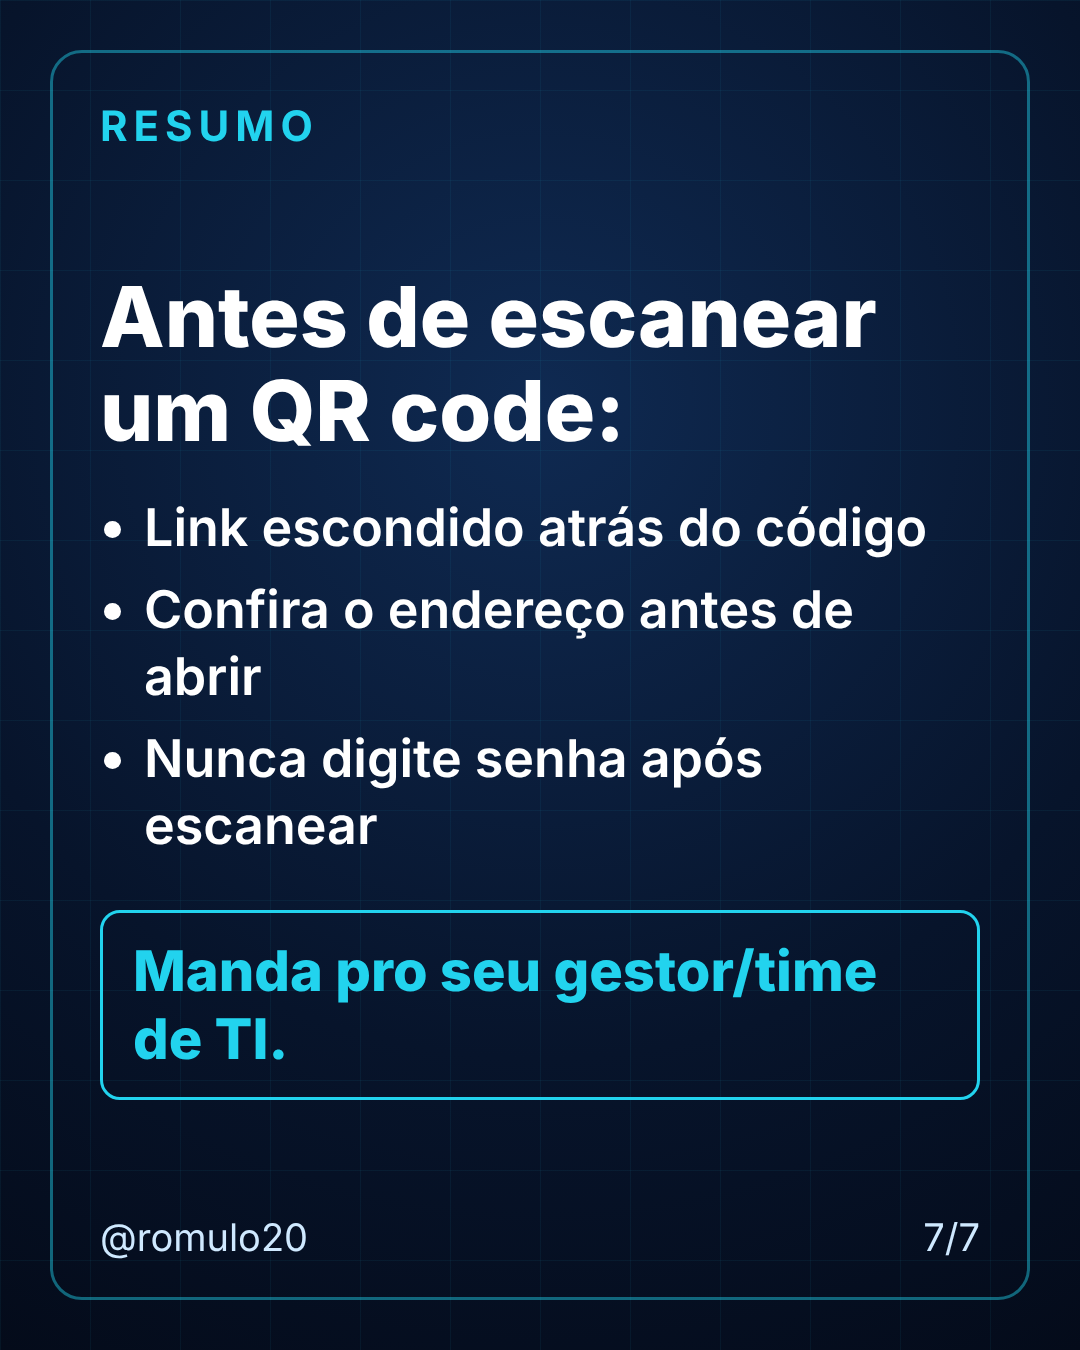 RESUMO
Antes de escanear
um QR code:
• Link escondido atrás do código
• Confira o endereço antes de
abrir
• Nunca digite senha após
escanear
Manda pro seu gestor/time
de TI.
@romulo20
7/7